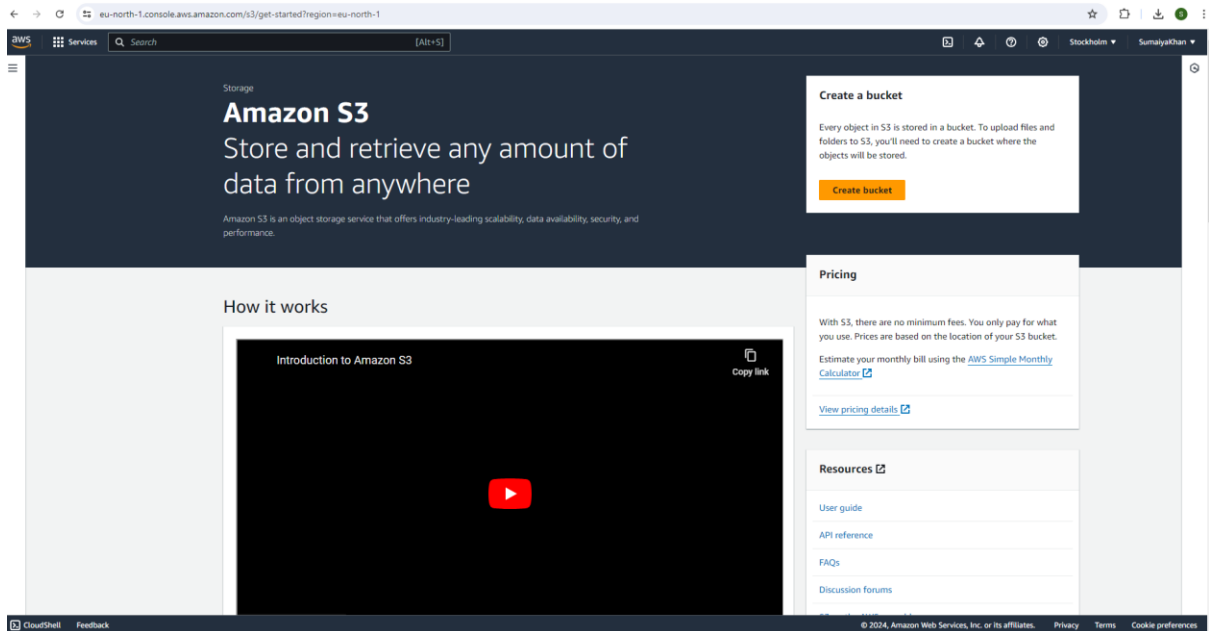 eu-north-1.console.aws.amazon.com/s3/get-started?region=eu-north-1
aws Services Search [Alt+S] Stockholm ▼ SumaiyaKhan ▼
Storage
Amazon S3
Store and retrieve any amount of
data from anywhere
Amazon S3 is an object storage service that offers industry-leading scalability, data availability, security, and
performance.
Create a bucket
Every object in S3 is stored in a bucket. To upload files and
folders to S3, you'll need to create a bucket where the
objects will be stored.
Create bucket
How it works
Introduction to Amazon S3
Copy link
Pricing
With S3, there are no minimum fees. You only pay for what
you use. Prices are based on the location of your S3 bucket.
Estimate your monthly bill using the AWS Simple Monthly
Calculator
View pricing details
Resources
User guide
API reference
FAQs
Discussion forums
CloudShell Feedback © 2024, Amazon Web Services, Inc. or its affiliates. Privacy Terms Cookie preferences